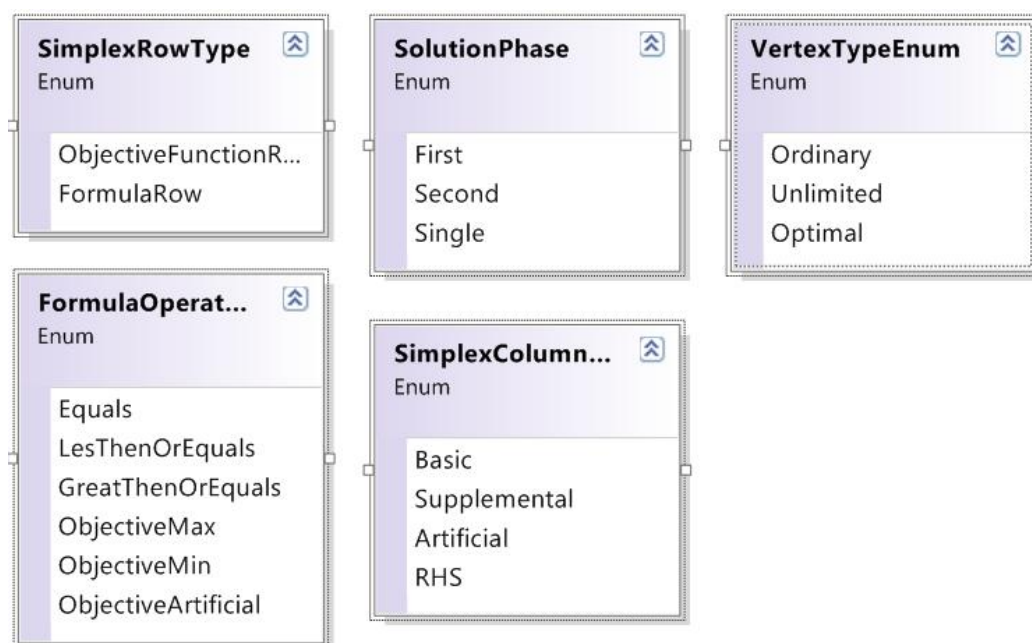 SimplexRowType
Enum
ObjectiveFunctionR...
FormulaRow
SolutionPhase
Enum
First
Second
Single
VertexTypeEnum
Enum
Ordinary
Unlimited
Optimal
FormulaOperat...
Enum
Equals
LesThenOrEquals
GreatThenOrEquals
ObjectiveMax
ObjectiveMin
ObjectiveArtificial
SimplexColumn...
Enum
Basic
Supplemental
Artificial
RHS